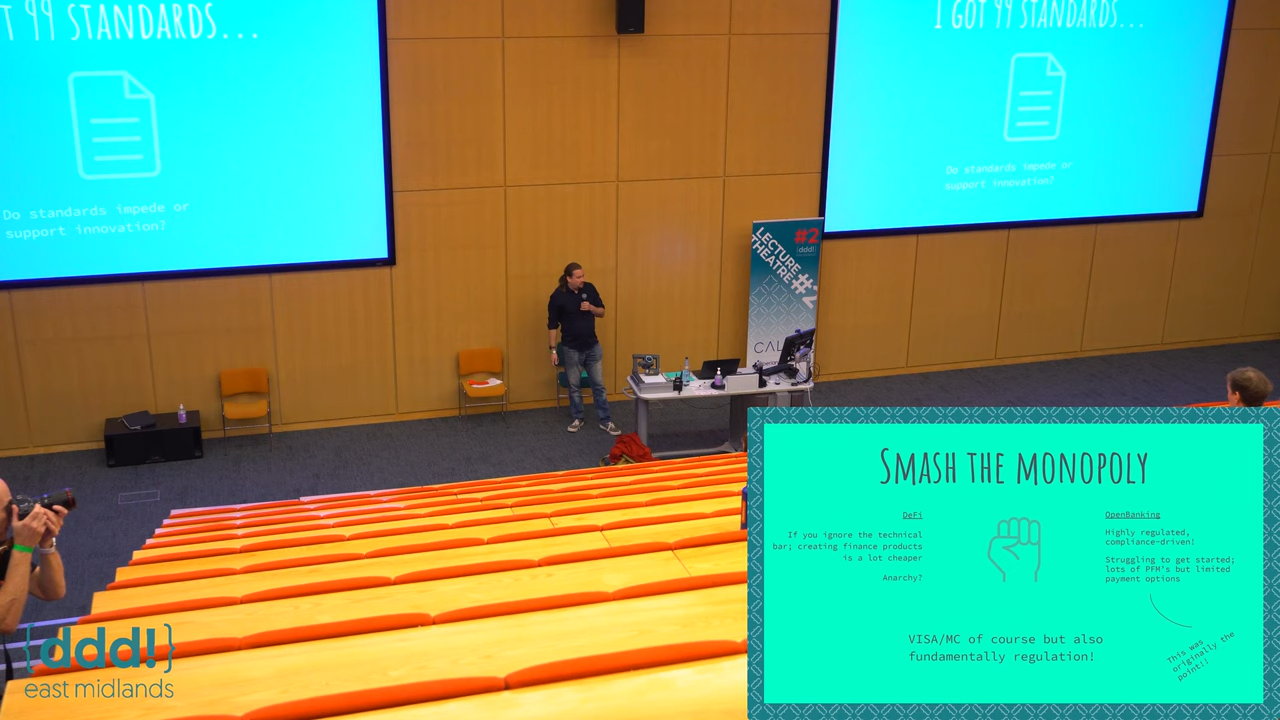 T 99 STANDARDS...
Do standards impede or
support innovation?
I GOT 99 STANDARDS...
Do standards impede or
support innovation?
#2
{ddd!}
LECTURE
THEATRE
#2
CAL
SMASH THE MONOPOLY
DeFi
If you ignore the technical
bar; creating finance products
is a lot cheaper
Anarchy?
OpenBanking
Highly regulated,
compliance-driven!
Struggling to get started;
lots of PFM's but limited
payment options
This was
originally the
point!!
VISA/MC of course but also
fundamentally regulation!
{ddd!}
east midlands